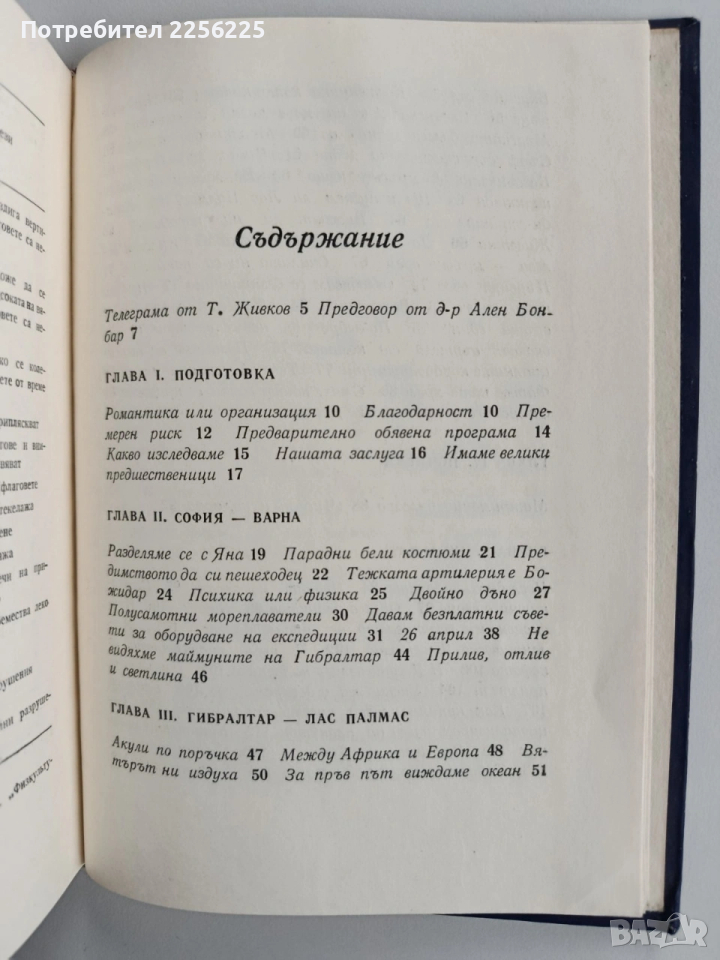 Потребител 2256225
Съдържание
Телеграма от Т. Живков 5 Предговор от д-р Ален Бон-
бар 7
ГЛАВА I. ПОДГОТОВКА
Романтика или организация 10 Благодарност 10 Пре-
мерен риск 12 Предварително обявена програма 14
Какво изследваме 15 Нашата заслуга 16 Имаме велики
предшественици 17
ГЛАВА II. СОФИЯ — ВАРНА
Разделяме се с Яна 19 Парадни бели костюми 21 Пре-
димството да си пешеходец 22 Тежката артилерия е Бо-
жидар 24 Психика или физика 25 Двойно дъно 27
Полусамотни мореплаватели 30 Давам безплатни съве-
ти за оборудване на експедиции 31 26 април 38 Не
видяхме маймуните на Гибралтар 44 Прилив, отлив
и светлина 46
ГЛАВА III. ГИБРАЛТАР — ЛАС ПАЛМАС
Акули по поръчка 47 Между Африка и Европа 48 Вя-
търът ни издуха 50 За пръв път виждаме океан 51
BAZAR